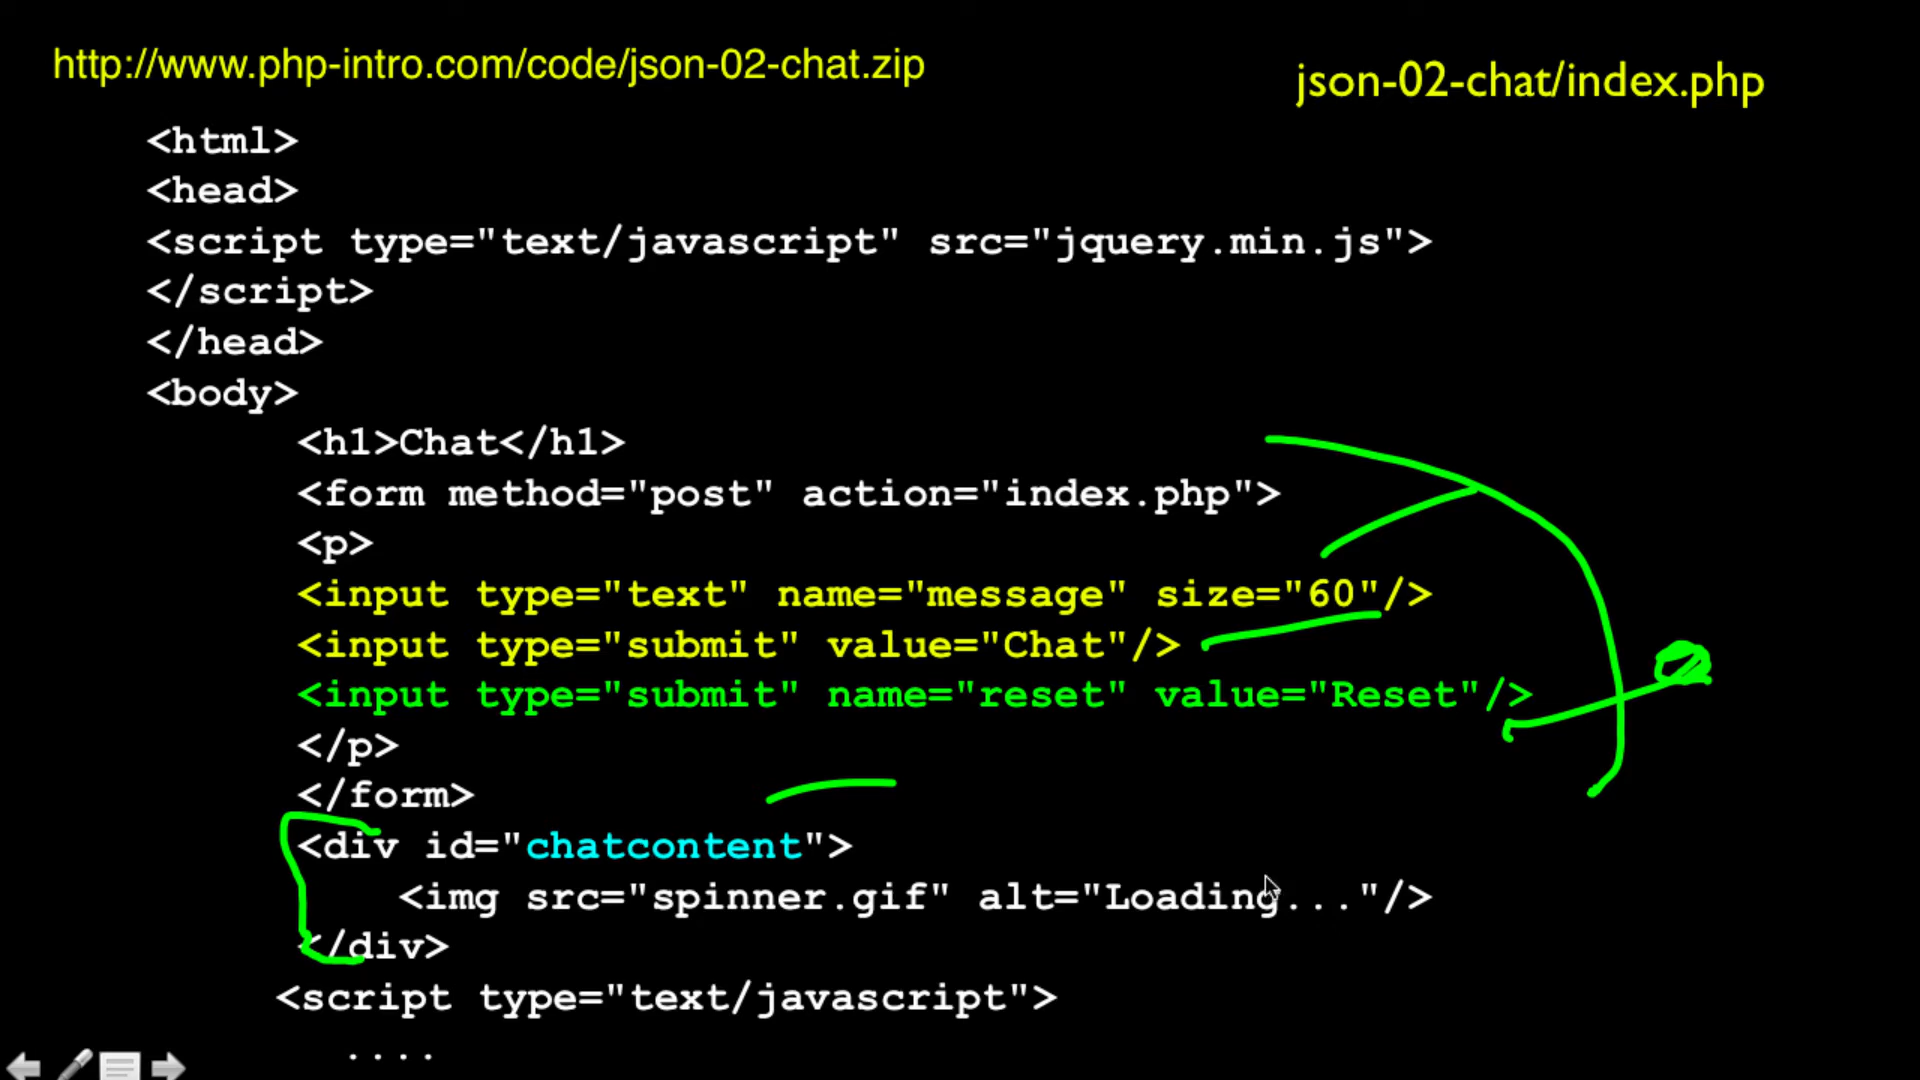 http://www.php-intro.com/code/json-02-chat.zip
json-02-chat/index.php
<html>
<head>
<script type="text/javascript" src="jquery.min.js">
</script>
</head>
<body>
<h1>Chat</h1>
<form method="post" action="index.php">
<p>
<input type="text" name="message" size="60"/>
<input type="submit" value="Chat"/>
<input type="submit" name="reset" value="Reset"/>
</p>
</form>
<div id="chatcontent">
<img src="spinner.gif" alt="Loading..."/>
</div>
<script type="text/javascript">
....